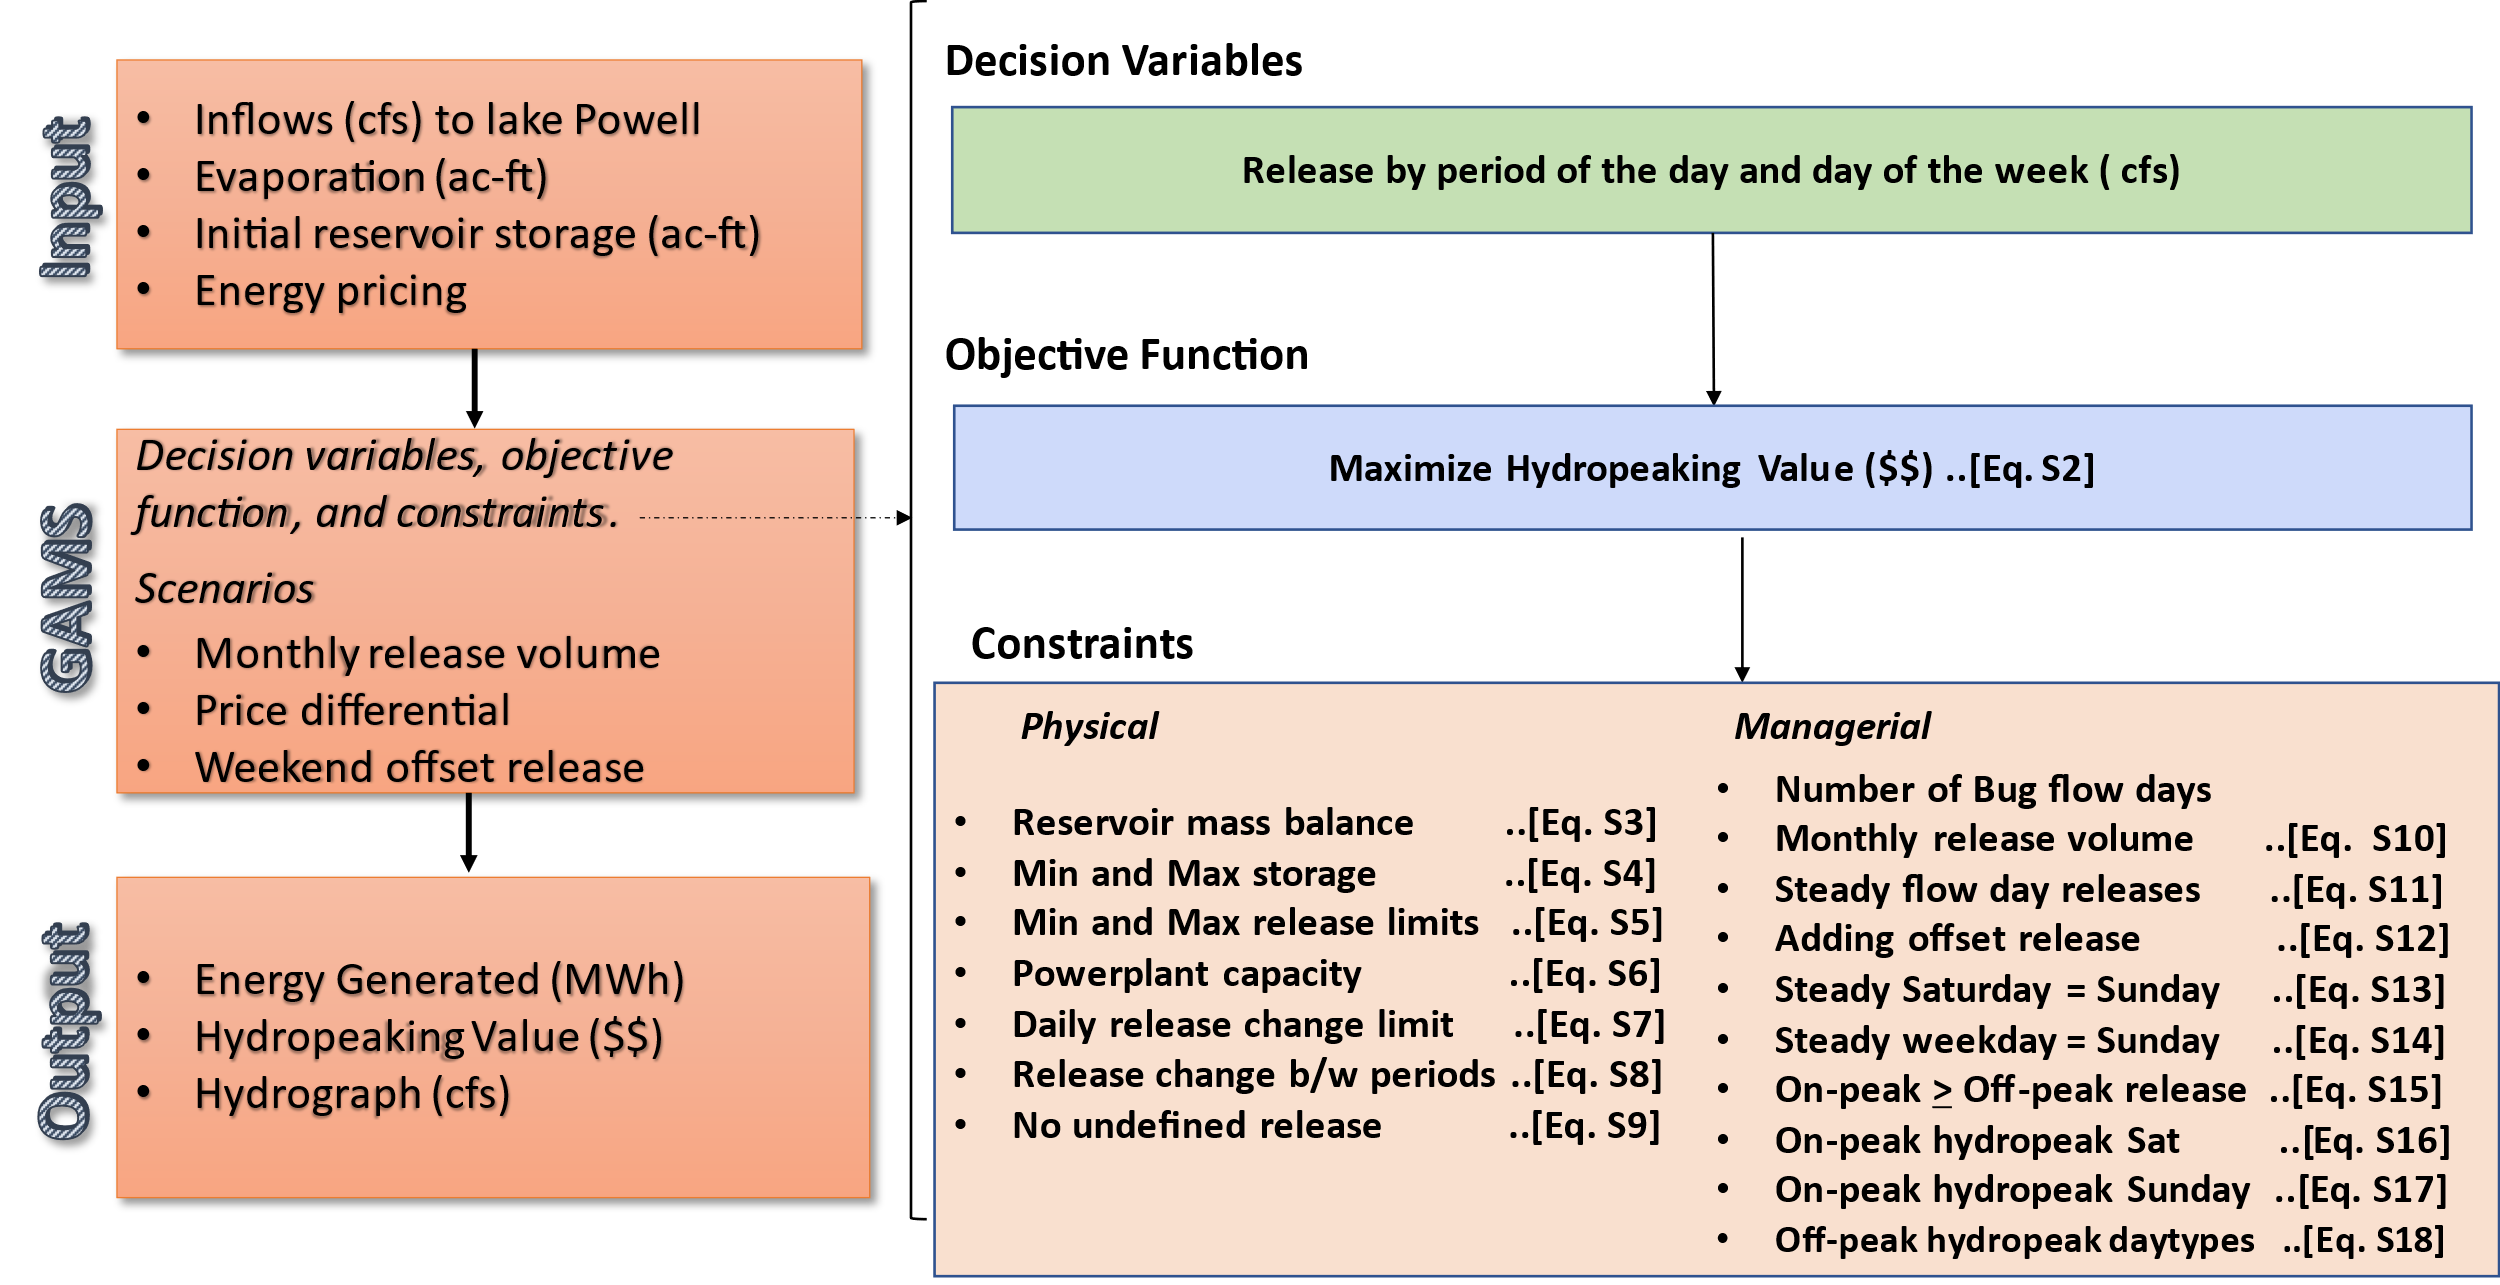 Input
• Inflows (cfs) to lake Powell
• Evaporation (ac-ft)
• Initial reservoir storage (ac-ft)
• Energy pricing
GAMS
Decision variables, objective
function, and constraints.
Scenarios
• Monthly release volume
• Price differential
• Weekend offset release
Output
• Energy Generated (MWh)
• Hydropeaking Value ($$)
• Hydrograph (cfs)
Decision Variables
Release by period of the day and day of the week ( cfs)
Objective Function
Maximize Hydropeaking Value ($$) ..[Eq. S2]
Constraints
Physical
• Reservoir mass balance ..[Eq. S3]
• Min and Max storage ..[Eq. S4]
• Min and Max release limits ..[Eq. S5]
• Powerplant capacity ..[Eq. S6]
• Daily release change limit ..[Eq. S7]
• Release change b/w periods ..[Eq. S8]
• No undefined release ..[Eq. S9]
Managerial
• Number of Bug flow days
• Monthly release volume ..[Eq. S10]
• Steady flow day releases ..[Eq. S11]
• Adding offset release ..[Eq. S12]
• Steady Saturday = Sunday ..[Eq. S13]
• Steady weekday = Sunday ..[Eq. S14]
• On-peak ≥ Off-peak release ..[Eq. S15]
• On-peak hydropeak Sat ..[Eq. S16]
• On-peak hydropeak Sunday ..[Eq. S17]
• Off-peak hydropeak daytypes ..[Eq. S18]